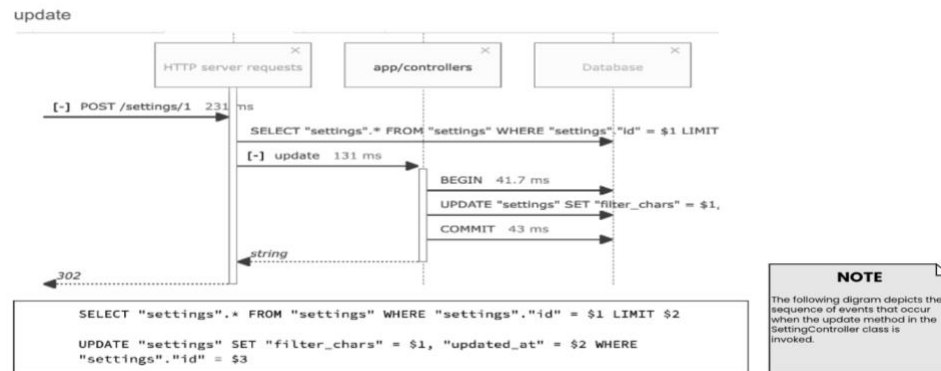 update
HTTP server requests
app/controllers
Database
[-] POST /settings/1 231 ms
SELECT "settings".* FROM "settings" WHERE "settings"."id" = $1 LIMIT
[-] update 131 ms
BEGIN 41.7 ms
UPDATE "settings" SET "filter_chars" = $1,
COMMIT 43 ms
string
302
SELECT "settings".* FROM "settings" WHERE "settings"."id" = $1 LIMIT $2
UPDATE "settings" SET "filter_chars" = $1, "updated_at" = $2 WHERE
"settings"."id" = $3
NOTE
The following digram depicts the
sequence of events that occur
when the update method in the
SettingController class is
invoked.